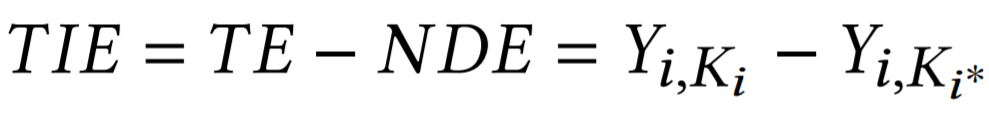 TIE = TE − NDE = Y_{i,K_i} − Y_{i,K_{i*}}